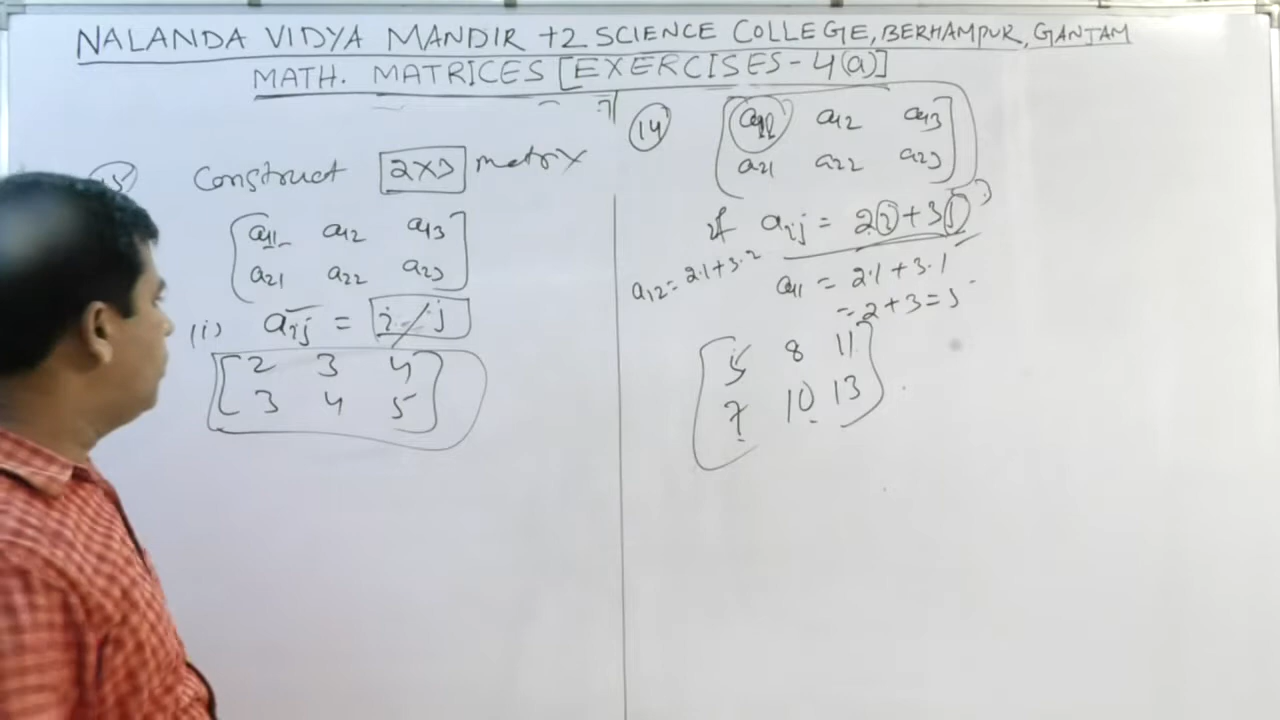 NALANDA VIDYA MANDIR +2 SCIENCE COLLEGE, BERHAMPUR, GANJAM
MATH. MATRICES [EXERCISES-4(a)]
Construct 2x3 matrix
a11 a12 a13
a21 a22 a23
(i) aij = i / j
2 3 4
3 4 5
14
a11 a12 a13
a21 a22 a23
if aij = 2i+3j
a12 = 2.1+3.2
a11 = 2.1+3.1
= 2+3=5
5 8 11
7 10 13